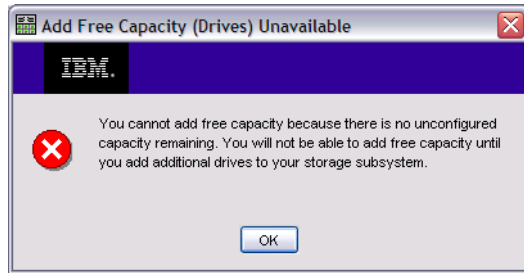 Add Free Capacity (Drives) Unavailable
IBM.
You cannot add free capacity because there is no unconfigured
capacity remaining. You will not be able to add free capacity until
you add additional drives to your storage subsystem.
OK